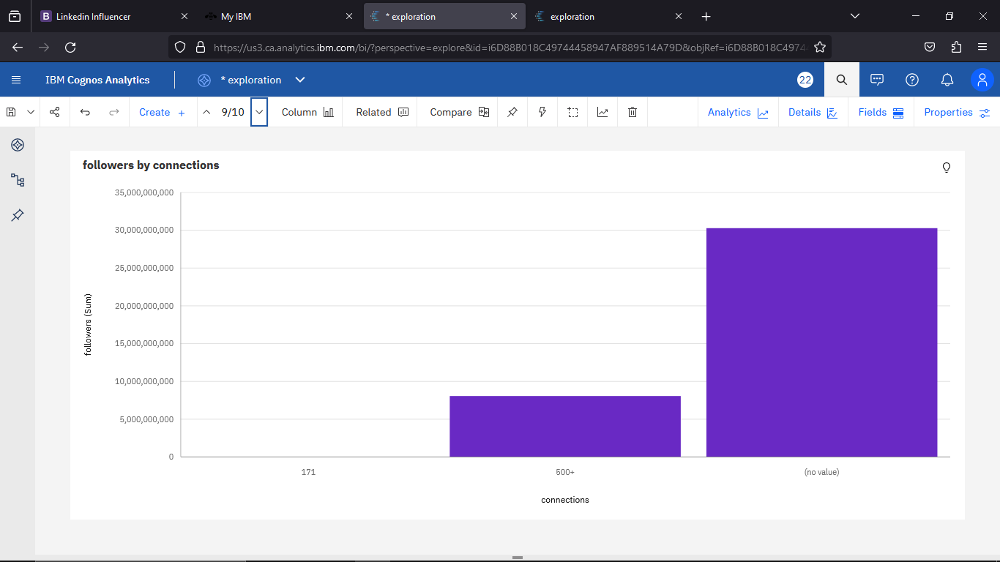 Linkedin Influencer
My IBM
* exploration
exploration
https://us3.ca.analytics.ibm.com/bi/?perspective=explore&id=i6D88B018C49744458947AF889514A79D&objRef=i6D88B018C4974
IBM Cognos Analytics
* exploration
22
Create +
9/10
Column
Related
Compare
Analytics
Details
Fields
Properties
followers by connections
35,000,000,000
30,000,000,000
25,000,000,000
20,000,000,000
15,000,000,000
10,000,000,000
5,000,000,000
0
followers (Sum)
171
500+
(no value)
connections